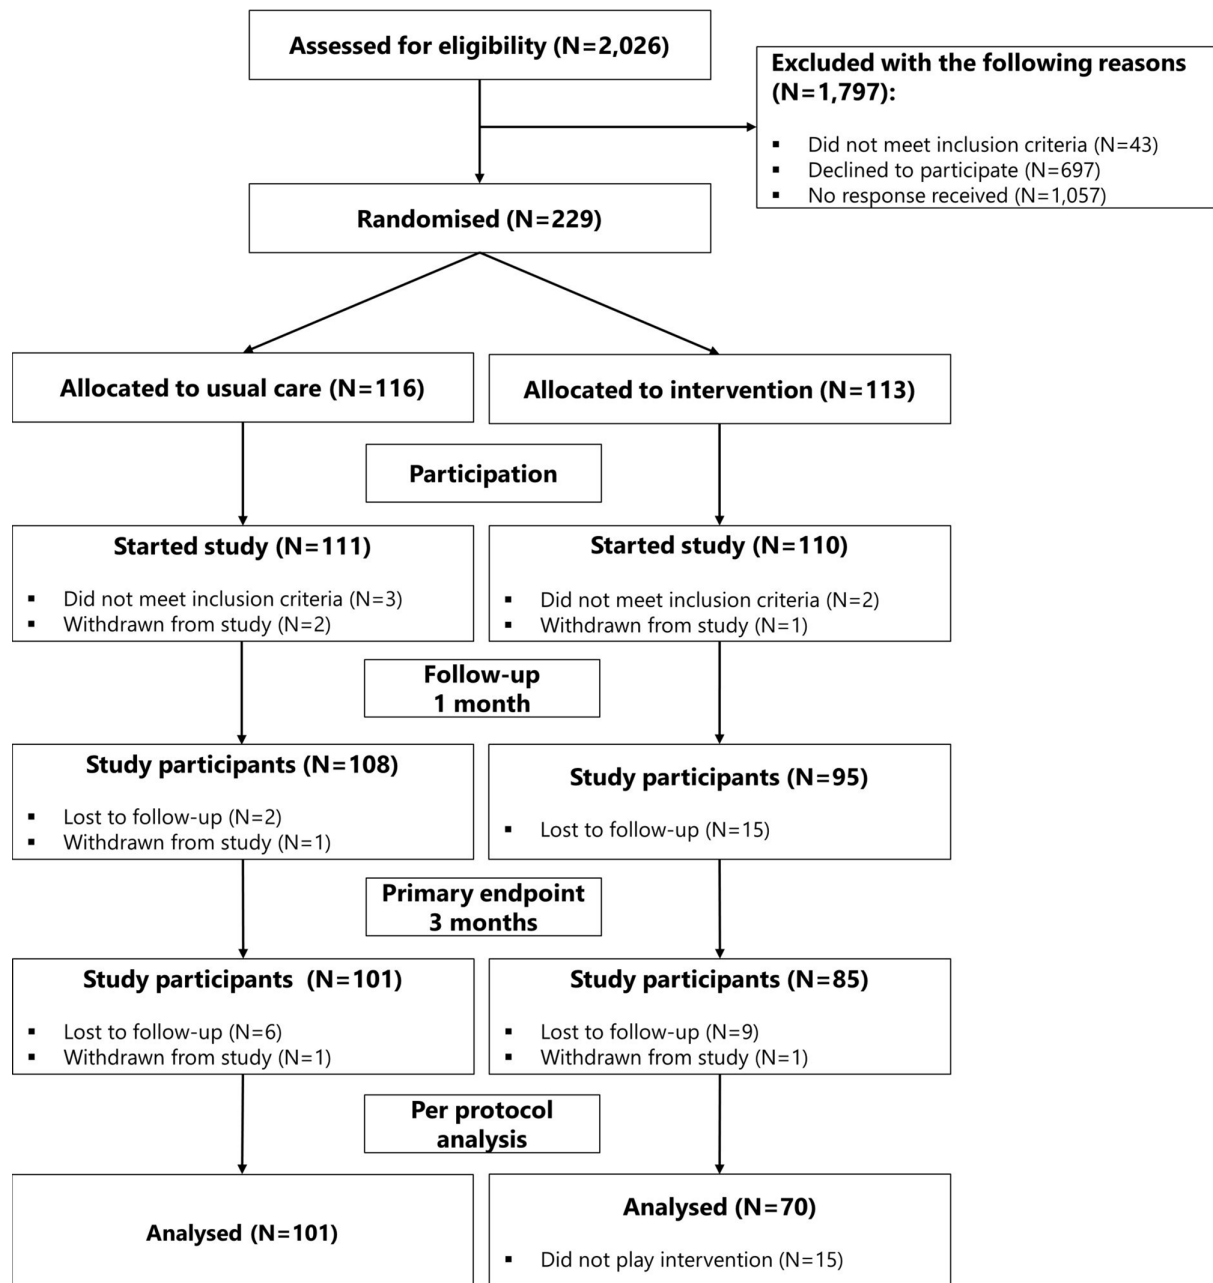 Assessed for eligibility (N=2,026)
Excluded with the following reasons
(N=1,797):
▪ Did not meet inclusion criteria (N=43)
▪ Declined to participate (N=697)
▪ No response received (N=1,057)
Randomised (N=229)
Allocated to usual care (N=116)
Allocated to intervention (N=113)
Participation
Started study (N=111)
▪ Did not meet inclusion criteria (N=3)
▪ Withdrawn from study (N=2)
Started study (N=110)
▪ Did not meet inclusion criteria (N=2)
▪ Withdrawn from study (N=1)
Follow-up
1 month
Study participants (N=108)
▪ Lost to follow-up (N=2)
▪ Withdrawn from study (N=1)
Study participants (N=95)
▪ Lost to follow-up (N=15)
Primary endpoint
3 months
Study participants (N=101)
▪ Lost to follow-up (N=6)
▪ Withdrawn from study (N=1)
Study participants (N=85)
▪ Lost to follow-up (N=9)
▪ Withdrawn from study (N=1)
Per protocol
analysis
Analysed (N=101)
Analysed (N=70)
▪ Did not play intervention (N=15)